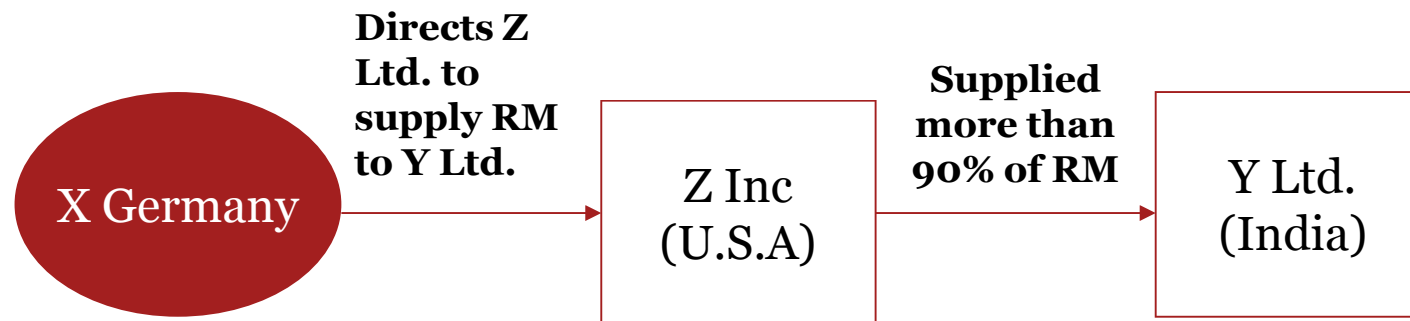 X Germany
Directs Z
Ltd. to
supply RM
to Y Ltd.
Z Inc
(U.S.A)
Supplied
more than
90% of RM
Y Ltd.
(India)